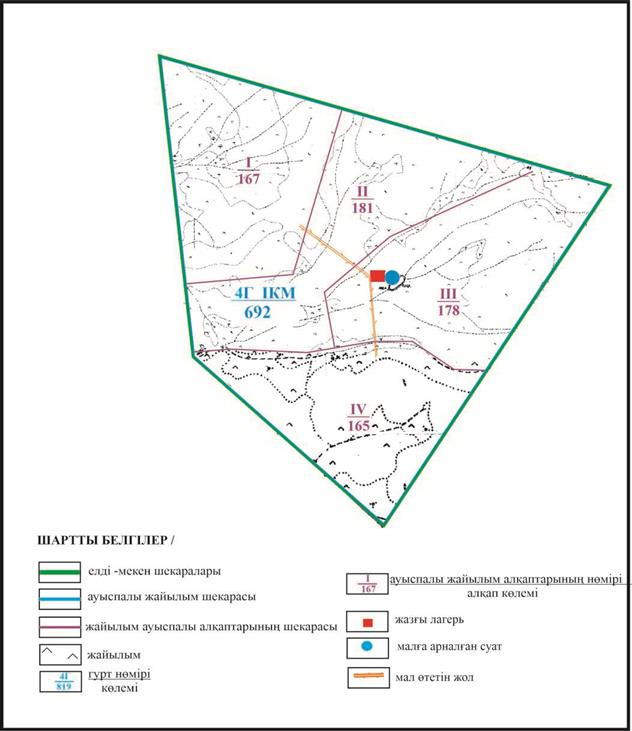 I
167
II
181
4Г IКМ
692
III
178
IV
165
ШАРТТЫ БЕЛГІЛЕР /
елді -мекен шекаралары
ауыспалы жайылым шекарасы
жайылым ауыспалы алқаптарының шекарасы
жайылым
4I
819
гурт нөмірі
көлемі
I
167
ауыспалы жайылым алқаптарының нөмірі
алқап көлемі
жазғы лагерь
малға арналған суат
мал өтетін жол